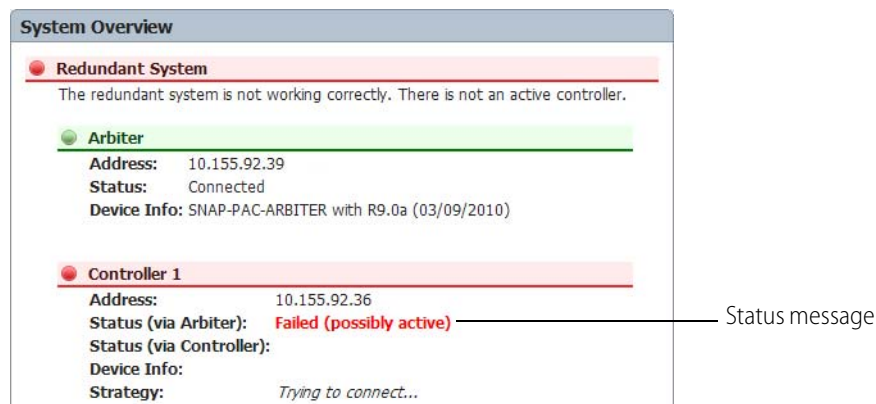 System Overview
Redundant System
The redundant system is not working correctly. There is not an active controller.
Arbiter
Address: 10.155.92.39
Status: Connected
Device Info: SNAP-PAC-ARBITER with R9.0a (03/09/2010)
Controller 1
Address: 10.155.92.36
Status (via Arbiter): Failed (possibly active) Status message
Status (via Controller):
Device Info:
Strategy: Trying to connect...